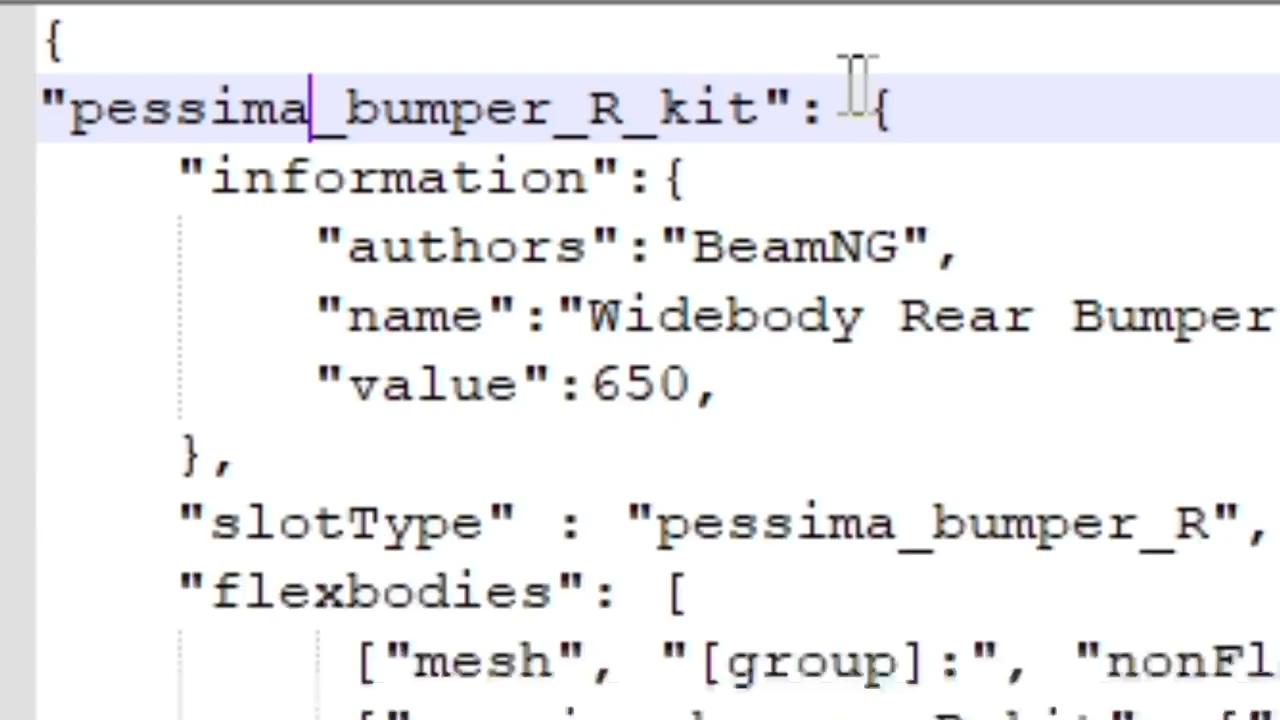 {
"pessima_bumper_R_kit": {
"information":{
"authors":"BeamNG",
"name":"Widebody Rear Bumper
"value":650,
},
"slotType" : "pessima_bumper_R",
"flexbodies": [
["mesh", "[group]:", "nonFl